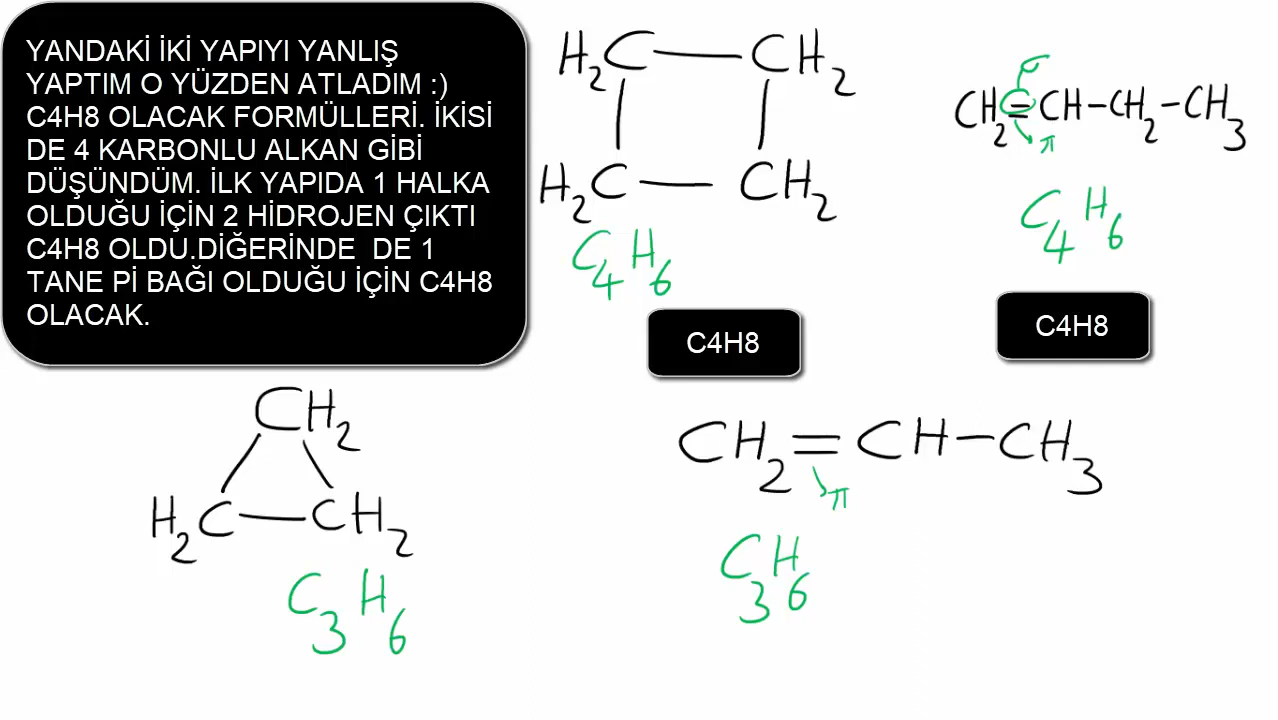 YANDAKİ İKİ YAPIYI YANLIŞ
YAPTIM O YÜZDEN ATLADIM :)
C4H8 OLACAK FORMÜLLERİ. İKİSİ
DE 4 KARBONLU ALKAN GİBİ
DÜŞÜNDÜM. İLK YAPIDA 1 HALKA
OLDUĞU İÇİN 2 HİDROJEN ÇIKTI
C4H8 OLDU.DİĞERİNDE  DE 1
TANE Pİ BAĞI OLDUĞU İÇİN C4H8
OLACAK.
H2C — CH2
H2C — CH2
C4H6
C4H8
σ
CH2=CH-CH2-CH3
π
C4H6
C4H8
CH2
H2C—CH2
C3H6
CH2=CH-CH3
π
C3H6